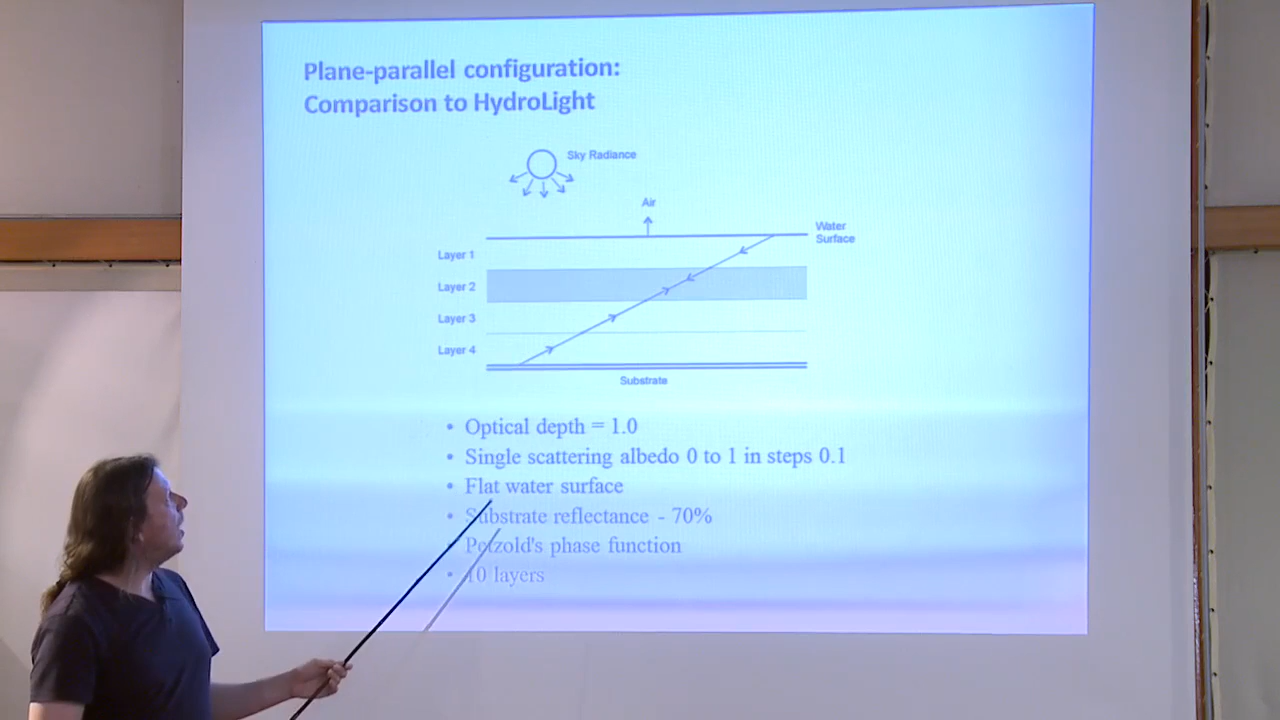 Plane-parallel configuration:
Comparison to HydroLight
Sky Radiance
Air
Water
Surface
Layer 1
Layer 2
Layer 3
Layer 4
Substrate
• Optical depth = 1.0
• Single scattering albedo 0 to 1 in steps 0.1
• Flat water surface
• Substrate reflectance - 70%
• Petzold's phase function
• 10 layers